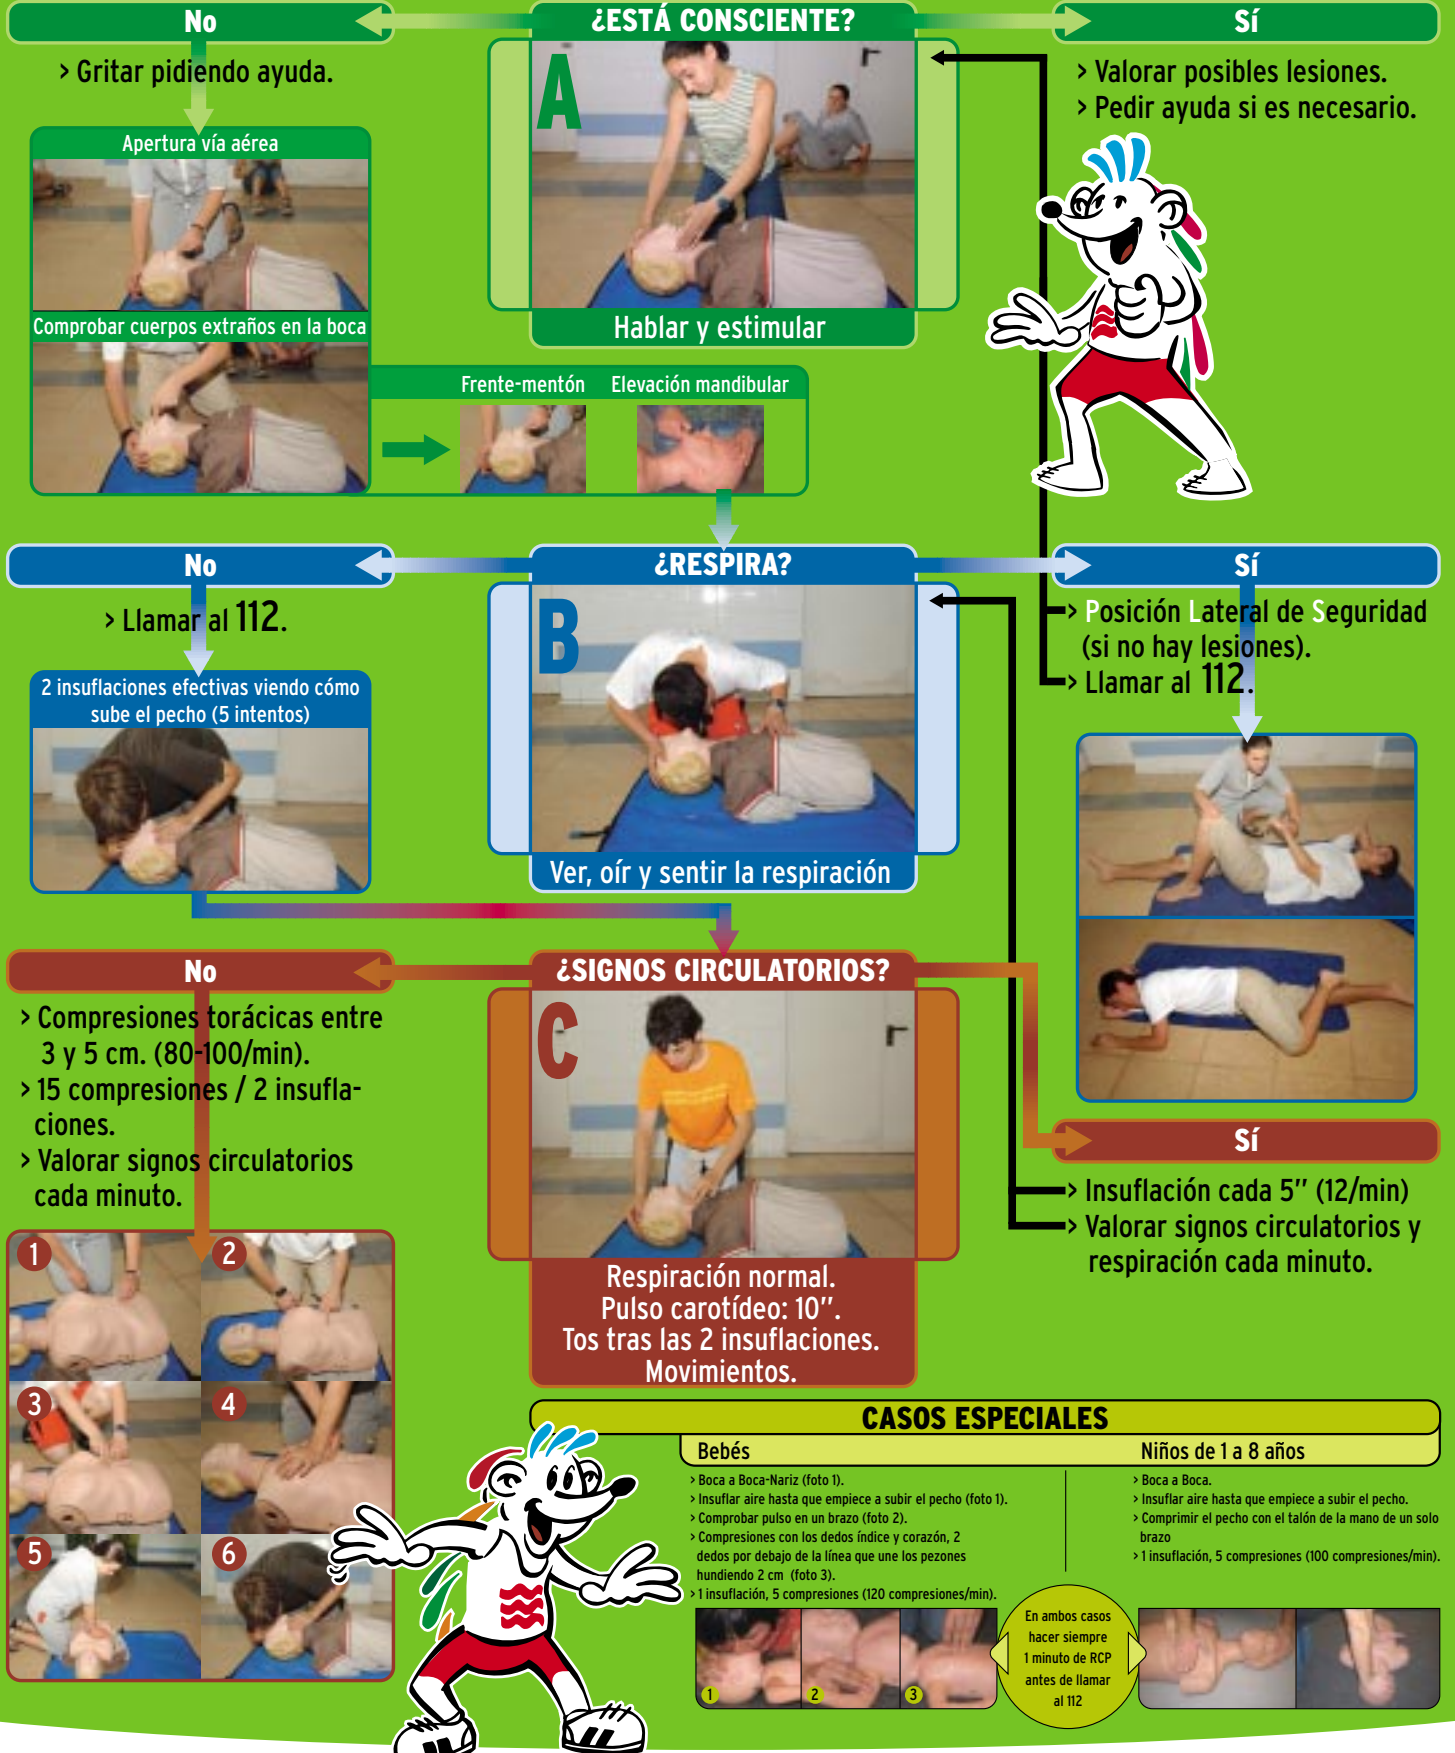 No
¿ESTÁ CONSCIENTE?
Sí
> Gritar pidiendo ayuda.
A
> Valorar posibles lesiones.
> Pedir ayuda si es necesario.
Apertura vía aérea
Comprobar cuerpos extraños en la boca
Hablar y estimular
Frente-mentón
Elevación mandibular
No
¿RESPIRA?
Sí
> Llamar al 112.
B
> Posición Lateral de Seguridad
(si no hay lesiones).
> Llamar al 112.
2 insuflaciones efectivas viendo cómo
sube el pecho (5 intentos)
Ver, oír y sentir la respiración
No
¿SIGNOS CIRCULATORIOS?
> Compresiones torácicas entre
3 y 5 cm. (80-100/min).
> 15 compresiones / 2 insufla-
ciones.
> Valorar signos circulatorios
cada minuto.
C
Sí
> Insuflación cada 5'' (12/min)
> Valorar signos circulatorios y
respiración cada minuto.
Respiración normal.
Pulso carotídeo: 10''.
Tos tras las 2 insuflaciones.
Movimientos.
1
2
3
4
5
6
CASOS ESPECIALES
Bebés
> Boca a Boca-Nariz (foto 1).
> Insuflar aire hasta que empiece a subir el pecho (foto 1).
> Comprobar pulso en un brazo (foto 2).
> Compresiones con los dedos índice y corazón, 2
dedos por debajo de la línea que une los pezones
hundiendo 2 cm (foto 3).
> 1 insuflación, 5 compresiones (120 compresiones/min).
1
2
3
Niños de 1 a 8 años
> Boca a Boca.
> Insuflar aire hasta que empiece a subir el pecho.
> Comprimir el pecho con el talón de la mano de un solo
brazo
> 1 insuflación, 5 compresiones (100 compresiones/min).
En ambos casos
hacer siempre
1 minuto de RCP
antes de llamar
al 112